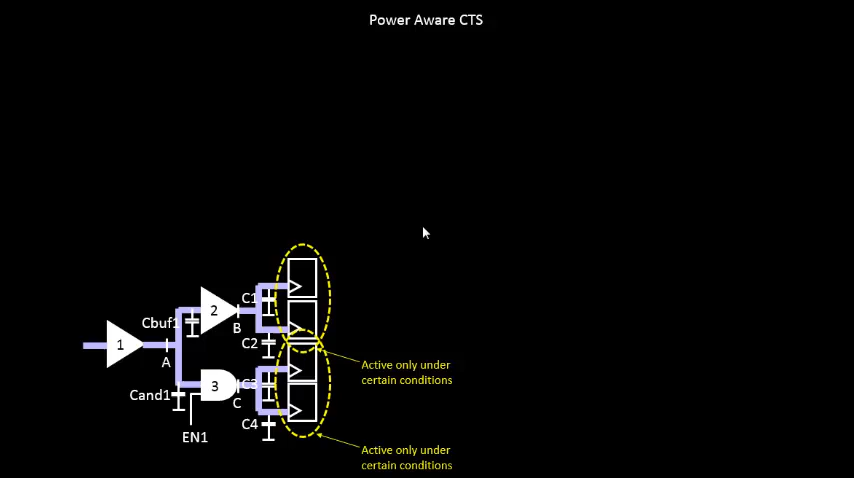 Power Aware CTS
C1
2
Cbuf1
B
1
C2
A
Active only under
certain conditions
3
C3
Cand1
C
C4
EN1
Active only under
certain conditions